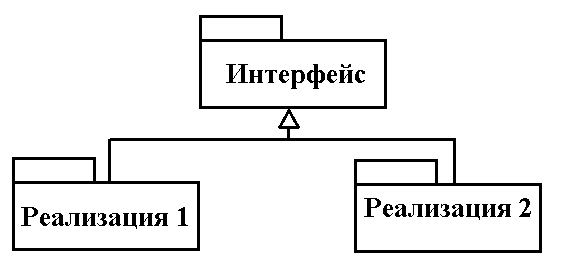 Интерфейс
Реализация 1
Реализация 2